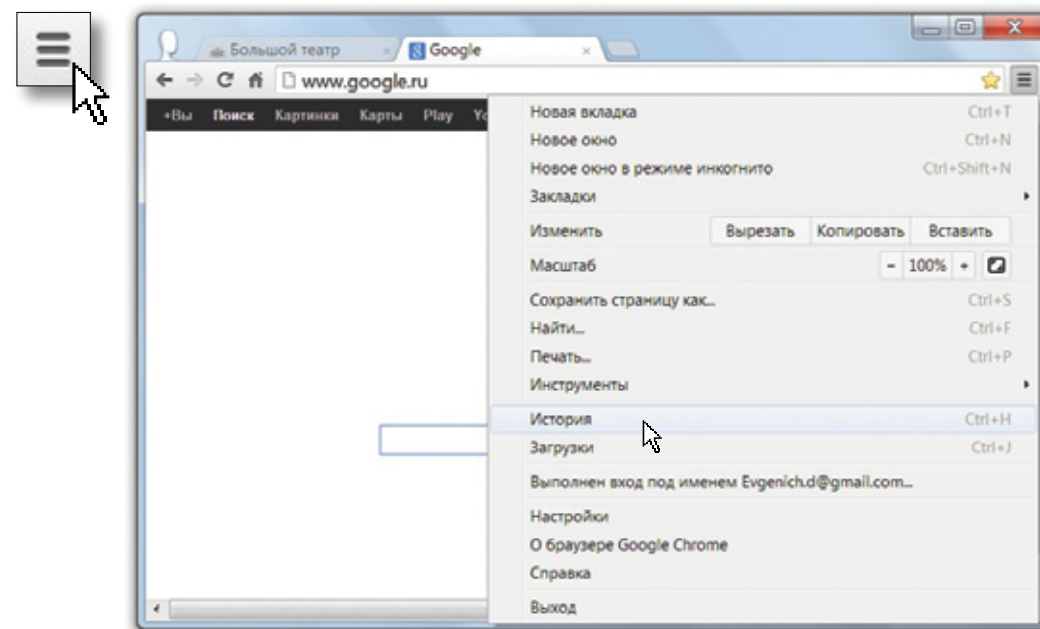 Большой театр
Google
www.google.ru
+Вы Поиск Картинки Карты Play
Новая вкладка Ctrl+T
Новое окно Ctrl+N
Новое окно в режиме инкогнито Ctrl+Shift+N
Закладки
Изменить Вырезать Копировать Вставить
Масштаб - 100% +
Сохранить страницу как... Ctrl+S
Найти... Ctrl+F
Печать... Ctrl+P
Инструменты
История Ctrl+H
Загрузки Ctrl+J
Выполнен вход под именем Evgenich.d@gmail.com...
Настройки
О браузере Google Chrome
Справка
Выход